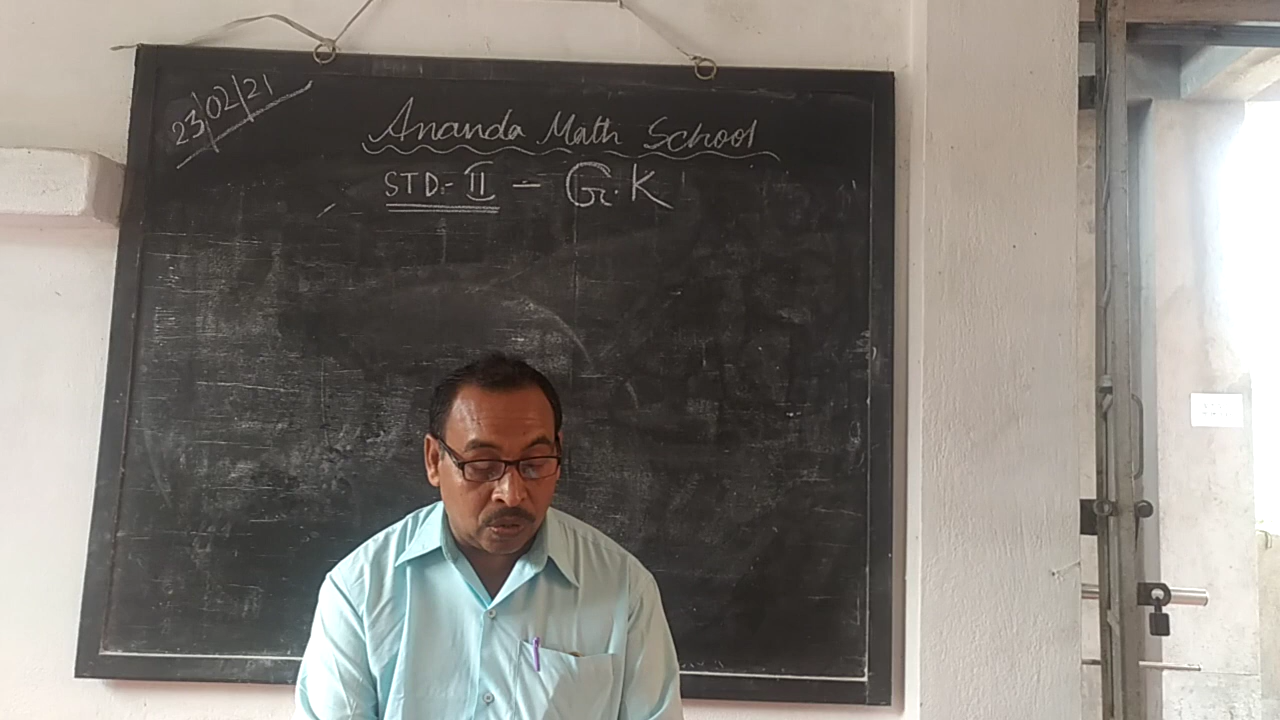 23/02/21
Ananda Math School
STD:- II - G.K